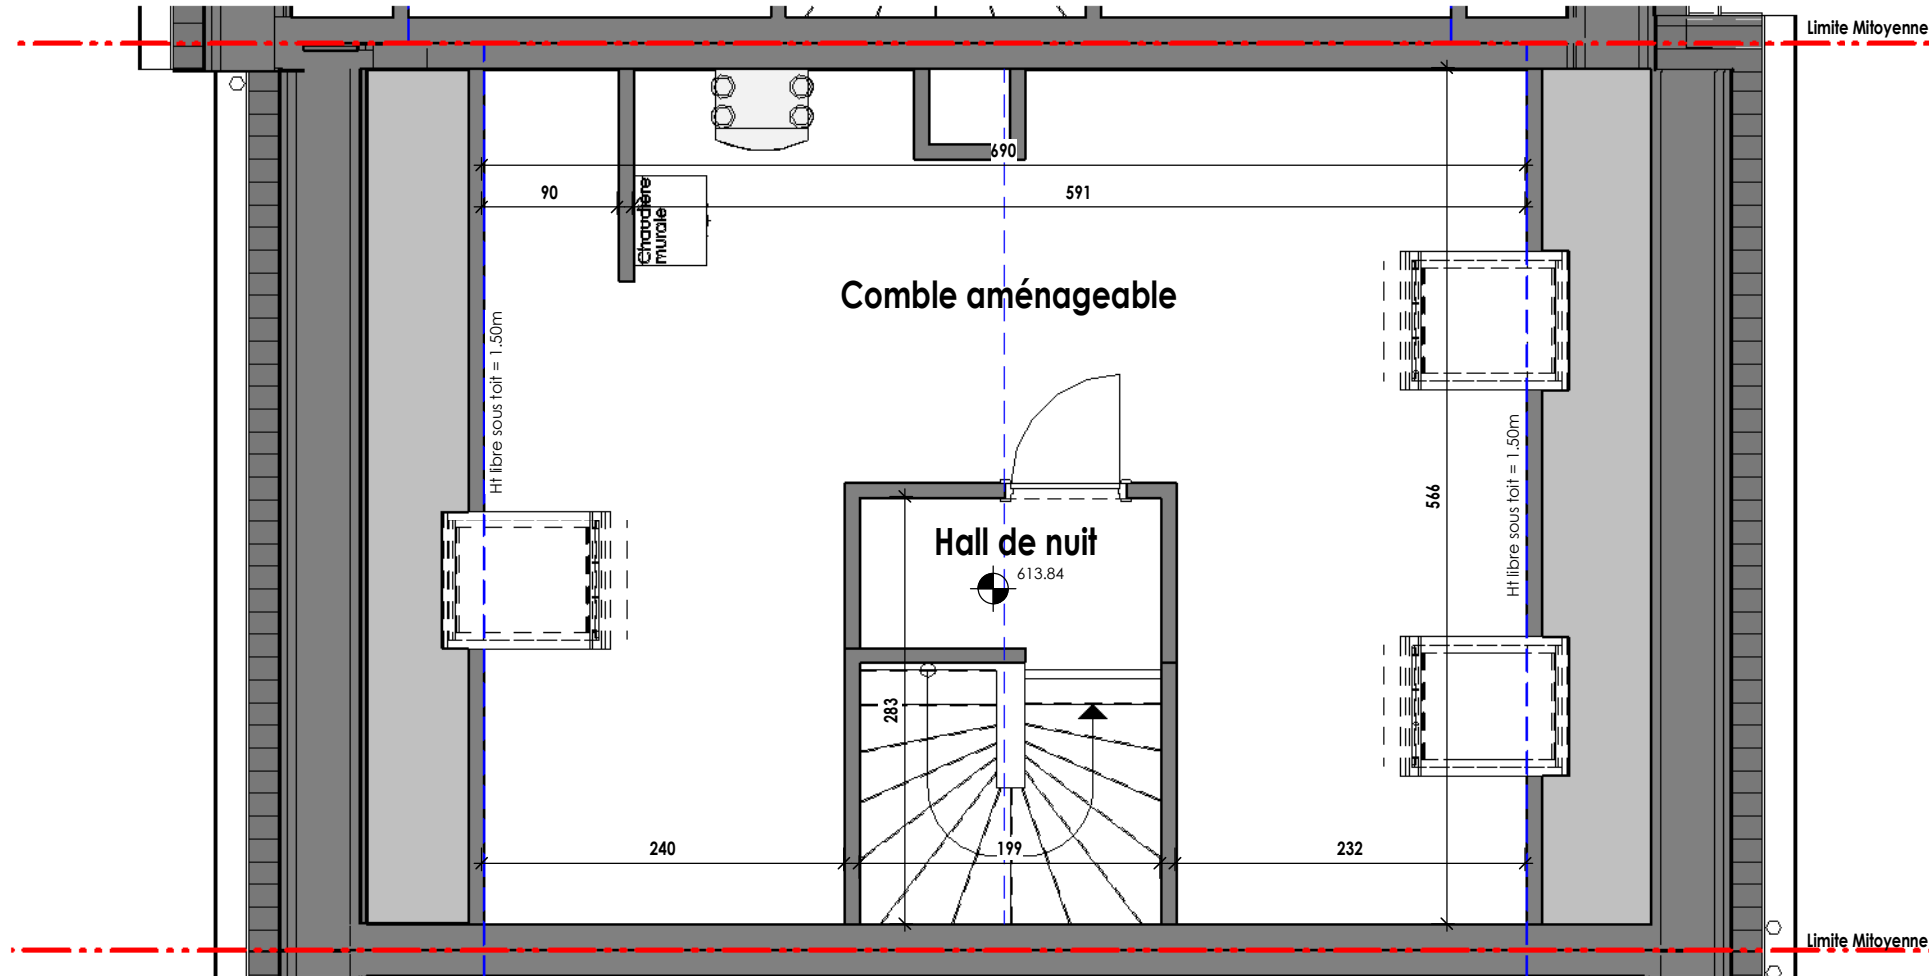 Limite Mitoyenne
690
90
591
Chaudière
murale
Comble aménageable
Ht libre sous toit = 1.50m
Ht libre sous toit = 1.50m
566
Hall de nuit
613.84
283
240
199
232
Limite Mitoyenne